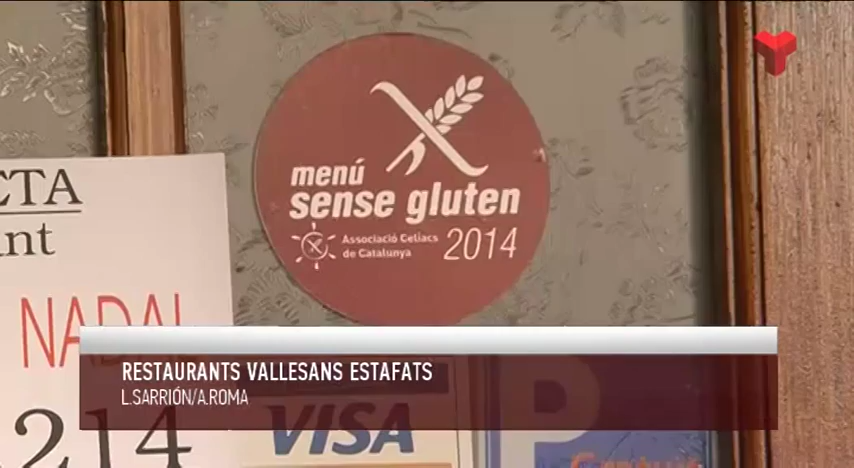 menú
sense gluten
Associació Celíacs
de Catalunya
2014
CTA
nt
NADAL
RESTAURANTS VALLESANS ESTAFATS
L.SARRIÓN/A.ROMA
214
VISA
P